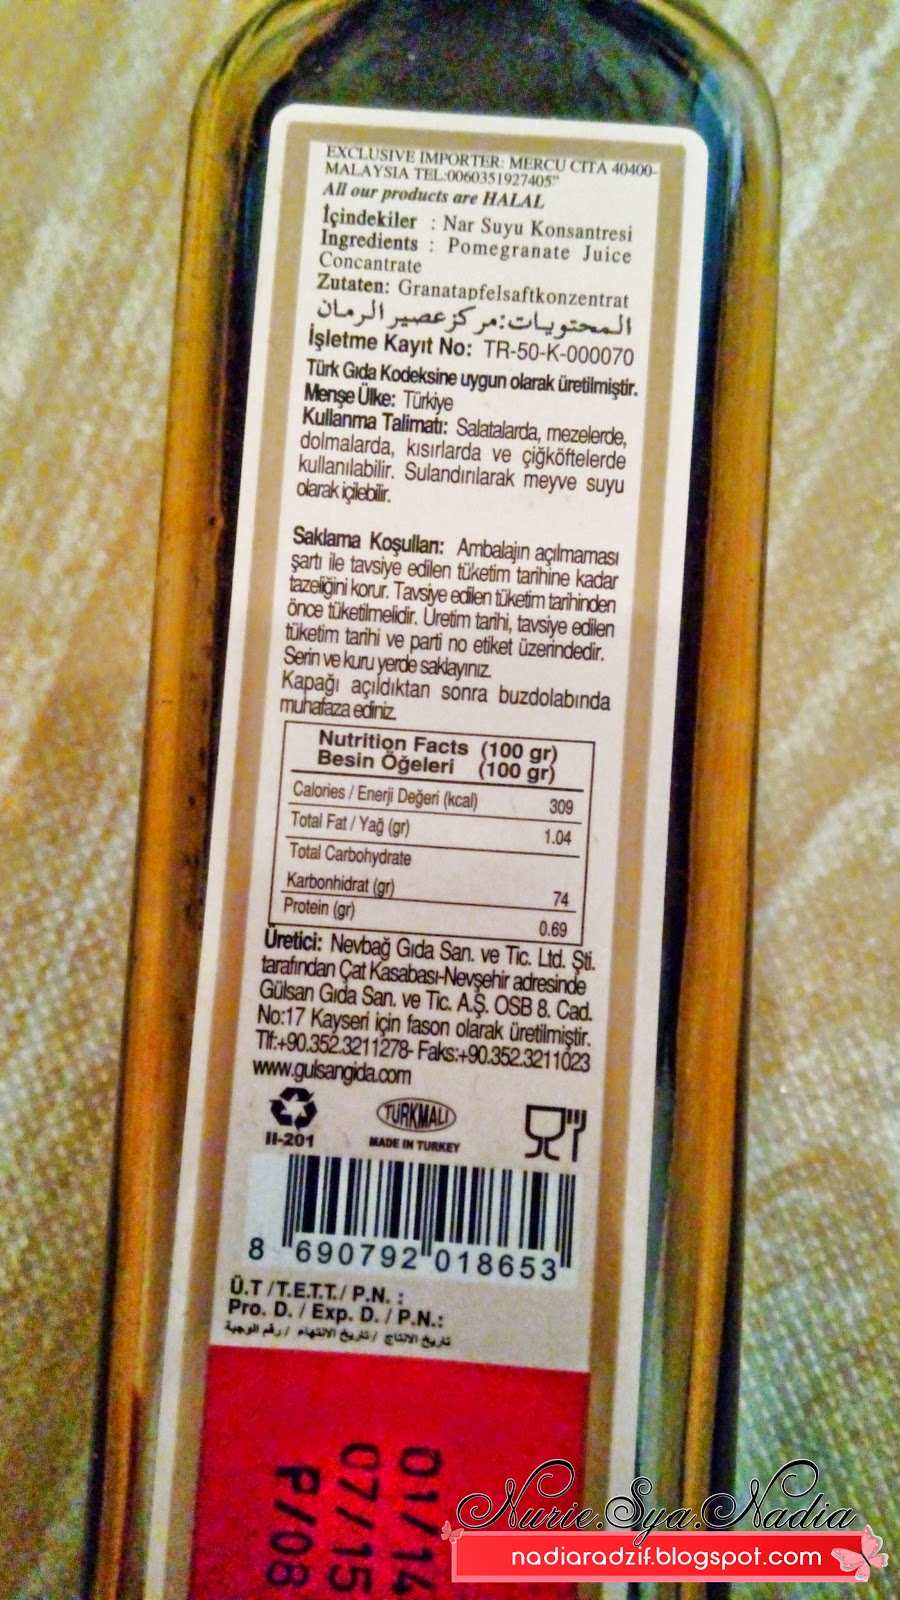 EXCLUSIVE IMPORTER: MERCU CITA 40400-
MALAYSIA TEL:0060351927405"
All our products are HALAL
İçindekiler : Nar Suyu Konsantresi
Ingredients : Pomegranate Juice
Concantrate
Zutaten: Granatapfelsaftkonzentrat
المحتويات: مركز عصير الرمان
İşletme Kayıt No: TR-50-K-000070
Türk Gıda Kodeksine uygun olarak üretilmiştir.
Menşe Ülke: Türkiye
Kullanma Talimatı: Salatalarda, mezelerde,
dolmalarda, kısırlarda ve çiğköftelerde
kullanılabilir. Sulandırılarak meyve suyu
olarak içilebilir.
Saklama Koşulları: Ambalajın açılmaması
şartı ile tavsiye edilen tüketim tarihine kadar
tazeliğini korur. Tavsiye edilen tüketim tarihinden
önce tüketilmelidir. Üretim tarihi, tavsiye edilen
tüketim tarihi ve parti no etiket üzerindedir.
Serin ve kuru yerde saklayınız.
Kapağı açıldıktan sonra buzdolabında
muhafaza ediniz.
Nutrition Facts (100 gr)
Besin Öğeleri (100 gr)
Calories / Enerji Değeri (kcal) 309
Total Fat / Yağ (gr) 1.04
Total Carbohydrate
Karbonhidrat (gr) 74
Protein (gr) 0.69
Üretici: Nevbağ Gıda San. ve Tic. Ltd. Şti.
tarafından Çat Kasabası-Nevşehir adresinde
Gülsan Gıda San. ve Tic. A.Ş. OSB 8. Cad.
No:17 Kayseri için fason olarak üretilmiştir.
Tlf:+90.352.3211278- Faks:+90.352.3211023
www.gulsangida.com
II-201
TÜRKMALI
MADE IN TURKEY
8 690792 018653
Ü.T /T.E.T.T./ P.N. :
Pro. D. / Exp. D. / P.N.:
تاريخ الانتاج / تاريخ الانتهاء / رقم الوجبة
01/14
07/15
P/08
Nurie.Sya.Nadia
nadiaradzif.blogspot.com